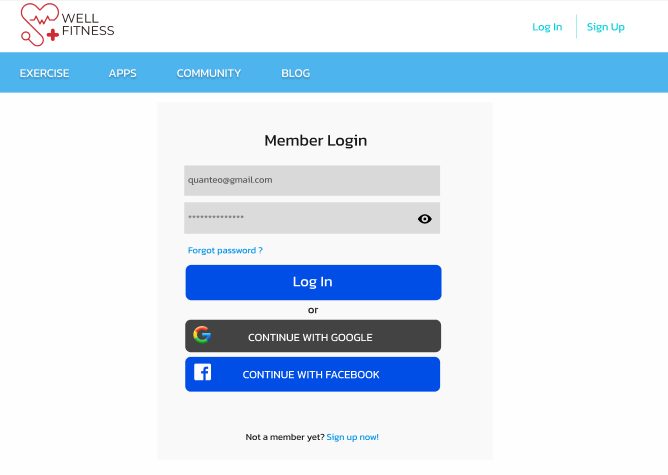 WELL
FITNESS
Log In
Sign Up
EXERCISE
APPS
COMMUNITY
BLOG
Member Login
quanteo@gmail.com
**************
Forgot password ?
Log In
or
CONTINUE WITH GOOGLE
CONTINUE WITH FACEBOOK
Not a member yet? Sign up now!